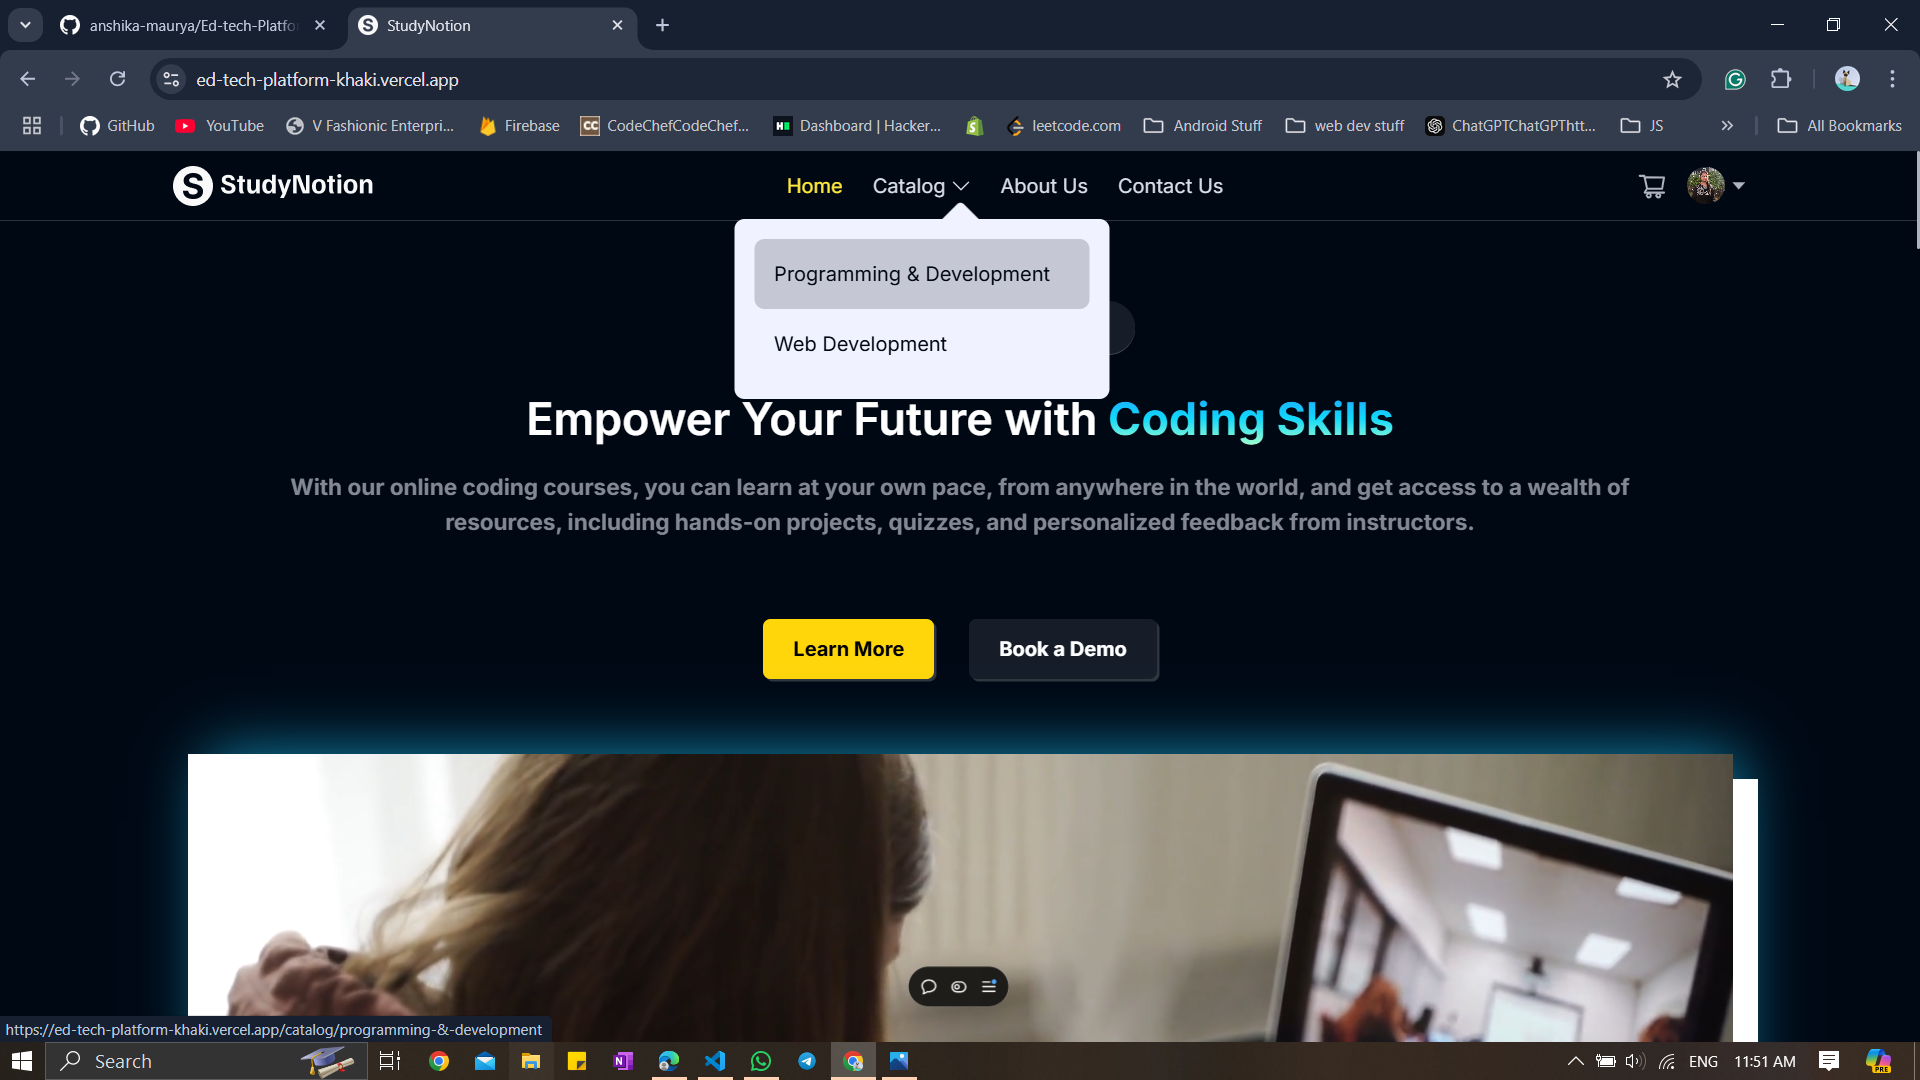 anshika-maurya/Ed-tech-Platfo
StudyNotion
ed-tech-platform-khaki.vercel.app
GitHub
YouTube
V Fashionic Enterpri...
Firebase
CC
CodeChefCodeChef...
Dashboard | Hacker...
leetcode.com
Android Stuff
web dev stuff
ChatGPTChatGPThtt...
JS
All Bookmarks
S StudyNotion
Home
Catalog
About Us
Contact Us
Programming & Development
Web Development
Empower Your Future with Coding Skills
With our online coding courses, you can learn at your own pace, from anywhere in the world, and get access to a wealth of
resources, including hands-on projects, quizzes, and personalized feedback from instructors.
Learn More
Book a Demo
https://ed-tech-platform-khaki.vercel.app/catalog/programming-&-development
Search
ENG
11:51 AM
PRE